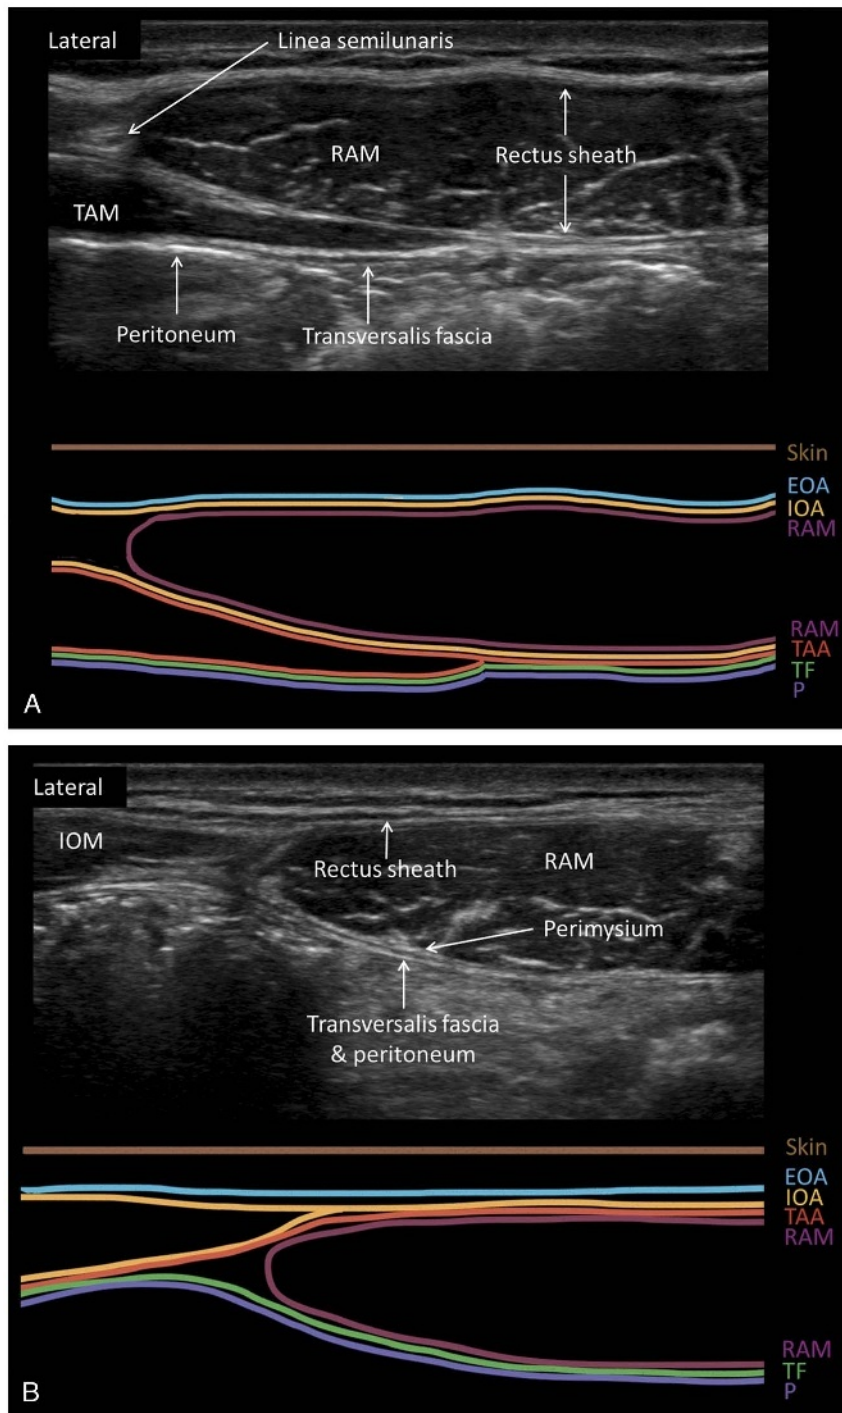 Lateral
Linea semilunaris
RAM
Rectus sheath
TAM
Peritoneum
Transversalis fascia
Skin
EOA
IOA
RAM
RAM
TAA
TF
P
A
Lateral
IOM
Rectus sheath
RAM
Perimysium
Transversalis fascia
& peritoneum
Skin
EOA
IOA
TAA
RAM
RAM
TF
P
B